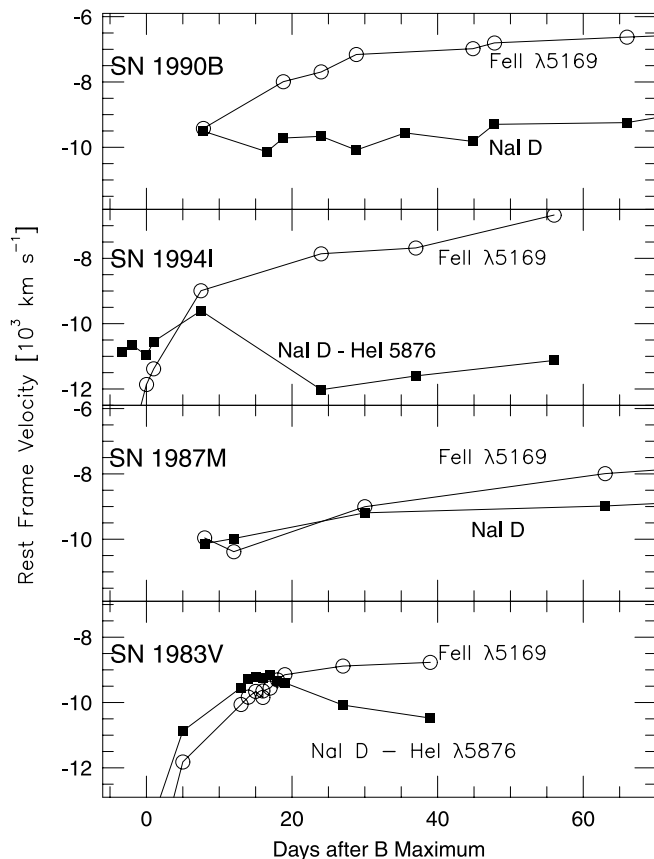 -6
SN 1990B
FeII λ5169
-8
NaI D
-10
SN 1994I
FeII λ5169
-8
-10
NaI D - HeI 5876
-12
-6
SN 1987M
FeII λ5169
-8
NaI D
-10
SN 1983V
FeII λ5169
-8
-10
NaI D – HeI λ5876
-12
0 20 40 60
Days after B Maximum
Rest Frame Velocity [10³ km s⁻¹]